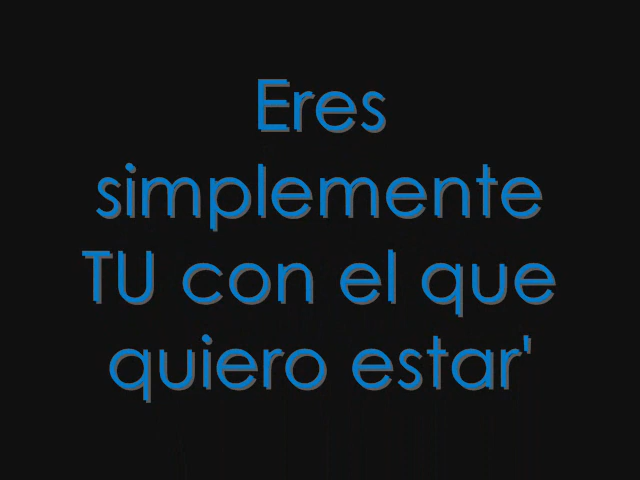 Eres
simplemente
TU con el que
quiero estar'